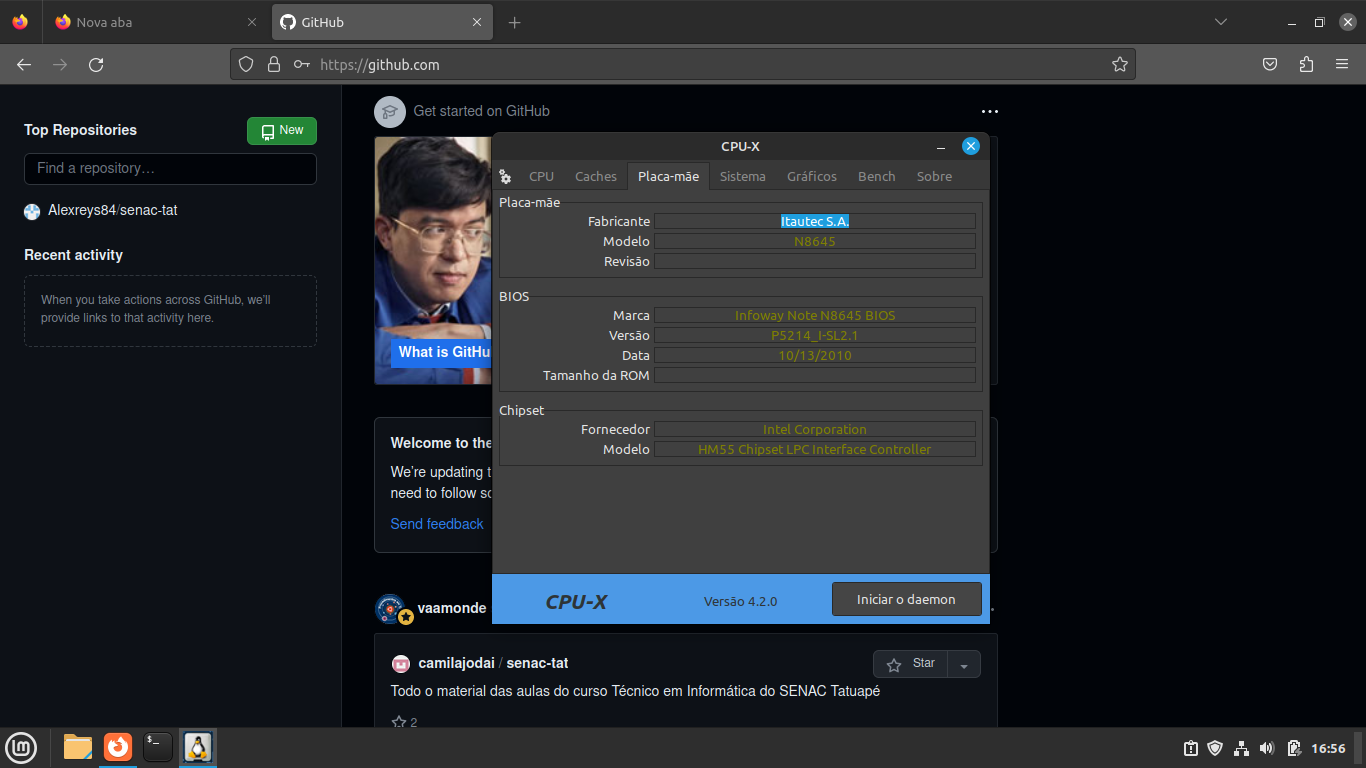 Nova aba
GitHub
https://github.com
Top Repositories
New
Find a repository…
Alexreys84/senac-tat
Recent activity
When you take actions across GitHub, we'll
provide links to that activity here.
Get started on GitHub
What is GitHu
Welcome to the
We're updating
need to follow
Send feedback
vaamonde
camilajodai / senac-tat
Star
Todo o material das aulas do curso Técnico em Informática do SENAC Tatuapé
2
CPU-X
CPU Caches Placa-mãe Sistema Gráficos Bench Sobre
Placa-mãe
Fabricante Itautec S.A.
Modelo N8645
Revisão
BIOS
Marca Infoway Note N8645 BIOS
Versão P5214_I-SL2.1
Data 10/13/2010
Tamanho da ROM
Chipset
Fornecedor Intel Corporation
Modelo HM55 Chipset LPC Interface Controller
CPU-X Versão 4.2.0 Iniciar o daemon
16:56